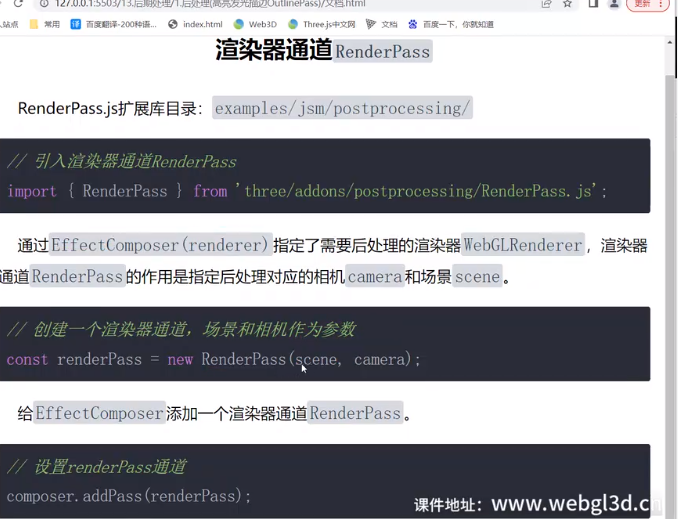 127.0.0.1:5503/13.后期处理/1.后处理(高亮发光描边OutlinePass)/文档.html
更新
站点 常用 百度翻译-200种语... index.html Web3D Three.js中文网 文档 百度一下，你就知道
渲染器通道RenderPass
RenderPass.js扩展库目录：examples/jsm/postprocessing/
// 引入渲染器通道RenderPass
import { RenderPass } from 'three/addons/postprocessing/RenderPass.js';
通过EffectComposer(renderer)指定了需要后处理的渲染器WebGLRenderer，渲染器
通道RenderPass的作用是指定后处理对应的相机camera和场景scene。
// 创建一个渲染器通道，场景和相机作为参数
const renderPass = new RenderPass(scene, camera);
给EffectComposer添加一个渲染器通道RenderPass。
// 设置renderPass通道
composer.addPass(renderPass);
课件地址：www.webgl3d.cn